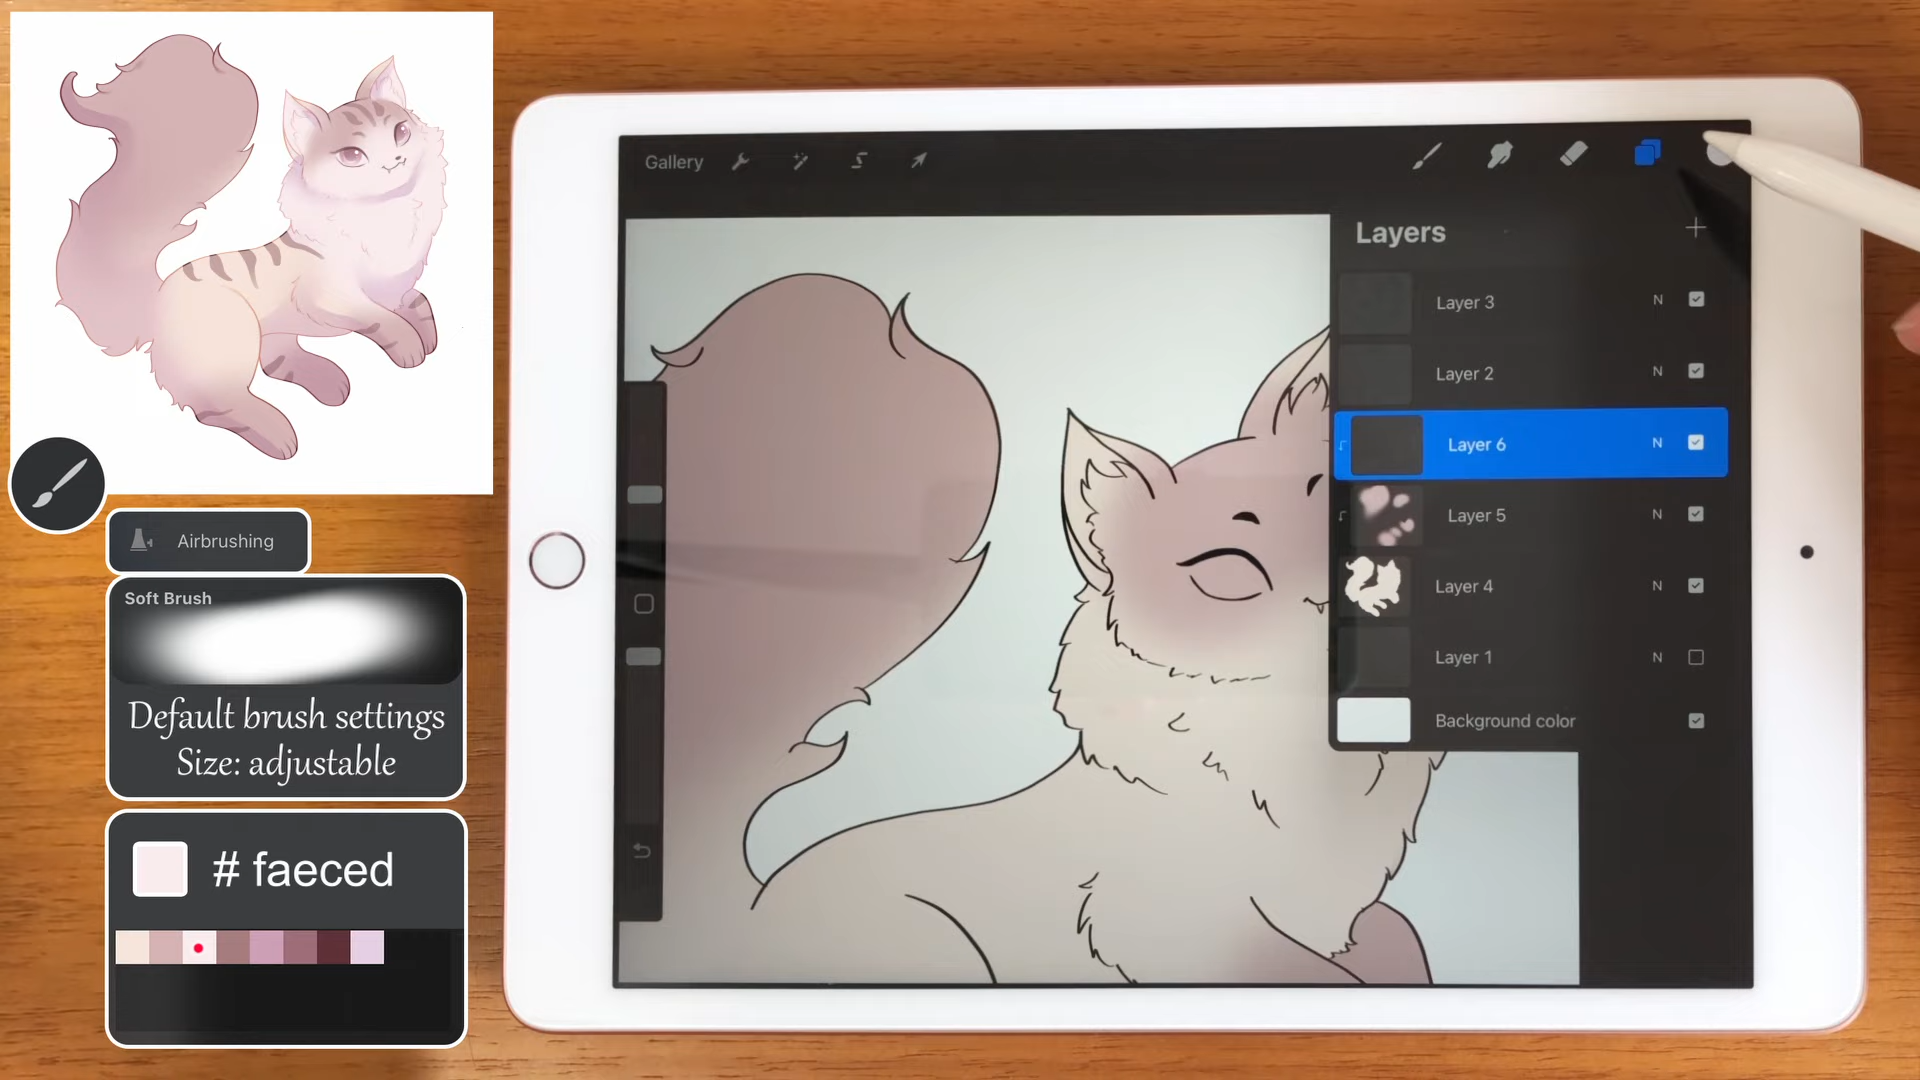 Gallery
Layers
Layer 3 N
Layer 2 N
Layer 6 N
Layer 5 N
Layer 4 N
Layer 1 N
Background color
Airbrushing
Soft Brush
Default brush settings
Size: adjustable
# faeced